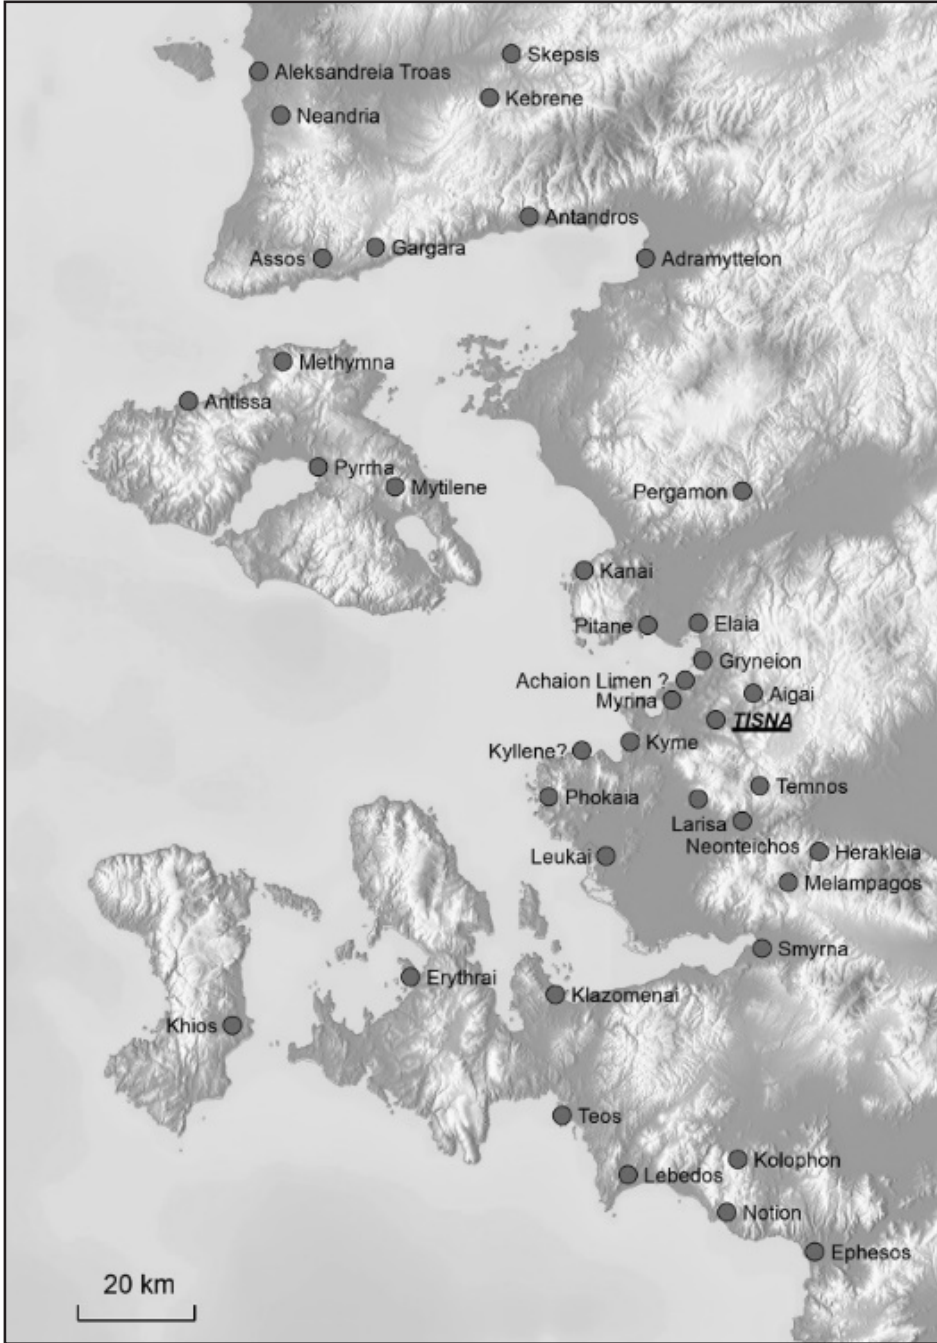 Skepsis
Aleksandreia Troas
Kebrene
Neandria
Antandros
Gargara
Assos
Adramytteion
Methymna
Antissa
Pyrrha
Mytilene
Pergamon
Kanai
Pitane
Elaia
Gryneion
Achaion Limen ?
Aigai
Myrina
TISNA
Kyme
Kyllene?
Temnos
Phokaia
Larisa
Neonteichos
Herakleia
Leukai
Melampagos
Smyrna
Erythrai
Klazomenai
Khios
Teos
Kolophon
Lebedos
Notion
Ephesos
20 km